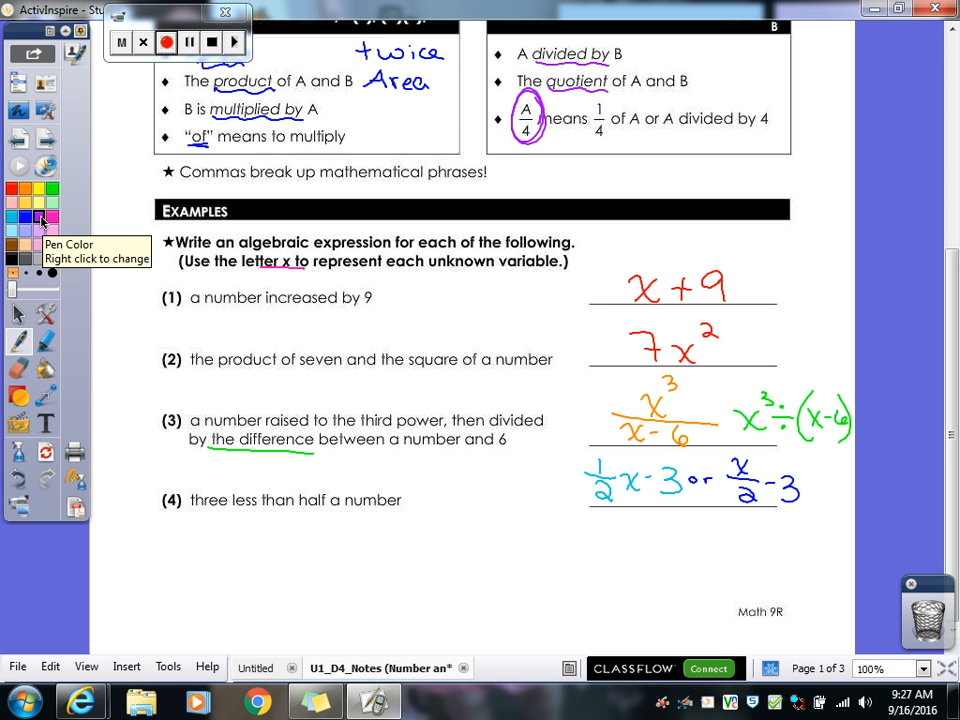 ActivInspire
M
twice
♦ The product of A and B Area
♦ B is multiplied by A
♦ "of" means to multiply
B
♦ A divided by B
♦ The quotient of A and B
♦ A/4 means 1/4 of A or A divided by 4
★ Commas break up mathematical phrases!
EXAMPLES
★Write an algebraic expression for each of the following.
(Use the letter x to represent each unknown variable.)
Pen Color
Right click to change
(1) a number increased by 9 x + 9
(2) the product of seven and the square of a number 7x²
(3) a number raised to the third power, then divided
by the difference between a number and 6
x³/(x - 6) x³ ÷ (x - 6)
(4) three less than half a number 1/2 x - 3 or x/2 - 3
Math 9R
File Edit View Insert Tools Help Untitled U1_D4_Notes (Number an* CLASSFLOW Connect Page 1 of 3 100%
9:27 AM
9/16/2016